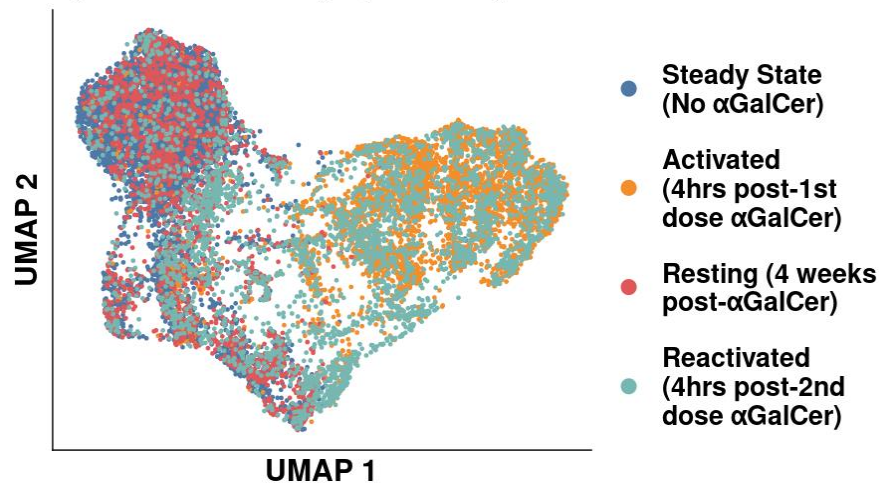 Steady State
(No αGalCer)
Activated
(4hrs post-1st
dose αGalCer)
Resting (4 weeks
post-αGalCer)
Reactivated
(4hrs post-2nd
dose αGalCer)
UMAP 2
UMAP 1